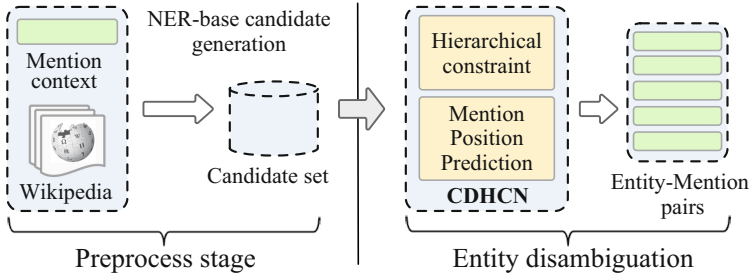 NER-base candidate
generation
Mention
context
Wikipedia
Candidate set
Preprocess stage
Hierarchical
constraint
Mention
Position
Prediction
CDHCN
Entity-Mention
pairs
Entity disambiguation